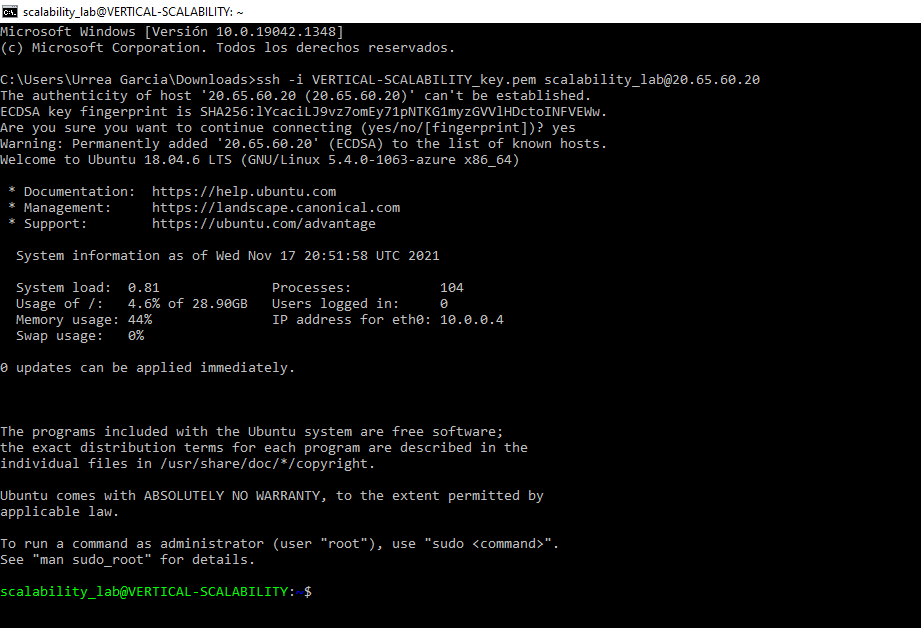 scalability_lab@VERTICAL-SCALABILITY: ~
Microsoft Windows [Versión 10.0.19042.1348]
(c) Microsoft Corporation. Todos los derechos reservados.
C:\Users\Urrea Garcia\Downloads>ssh -i VERTICAL-SCALABILITY_key.pem scalability_lab@20.65.60.20
The authenticity of host '20.65.60.20 (20.65.60.20)' can't be established.
ECDSA key fingerprint is SHA256:lYcaciLJ9vz7omEy71pNTKG1myzGVVlHDctoINFVEWw.
Are you sure you want to continue connecting (yes/no/[fingerprint])? yes
Warning: Permanently added '20.65.60.20' (ECDSA) to the list of known hosts.
Welcome to Ubuntu 18.04.6 LTS (GNU/Linux 5.4.0-1063-azure x86_64)
* Documentation:  https://help.ubuntu.com
* Management:     https://landscape.canonical.com
* Support:        https://ubuntu.com/advantage
System information as of Wed Nov 17 20:51:58 UTC 2021
System load:  0.81              Processes:           104
Usage of /:   4.6% of 28.90GB   Users logged in:     0
Memory usage: 44%               IP address for eth0: 10.0.0.4
Swap usage:   0%
0 updates can be applied immediately.
The programs included with the Ubuntu system are free software;
the exact distribution terms for each program are described in the
individual files in /usr/share/doc/*/copyright.
Ubuntu comes with ABSOLUTELY NO WARRANTY, to the extent permitted by
applicable law.
To run a command as administrator (user "root"), use "sudo <command>".
See "man sudo_root" for details.
scalability_lab@VERTICAL-SCALABILITY:~$